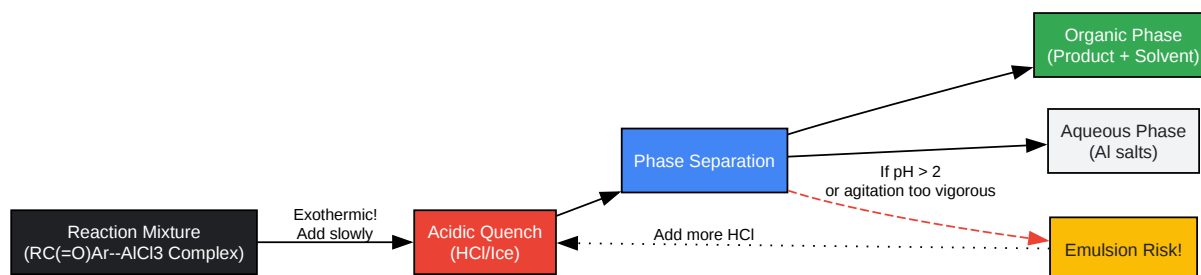 Reaction Mixture
(RC(=O)Ar--AlCl3 Complex)
Exothermic!
Add slowly
Acidic Quench
(HCl/Ice)
Phase Separation
Organic Phase
(Product + Solvent)
Aqueous Phase
(Al salts)
If pH > 2
or agitation too vigorous
Add more HCl
Emulsion Risk!